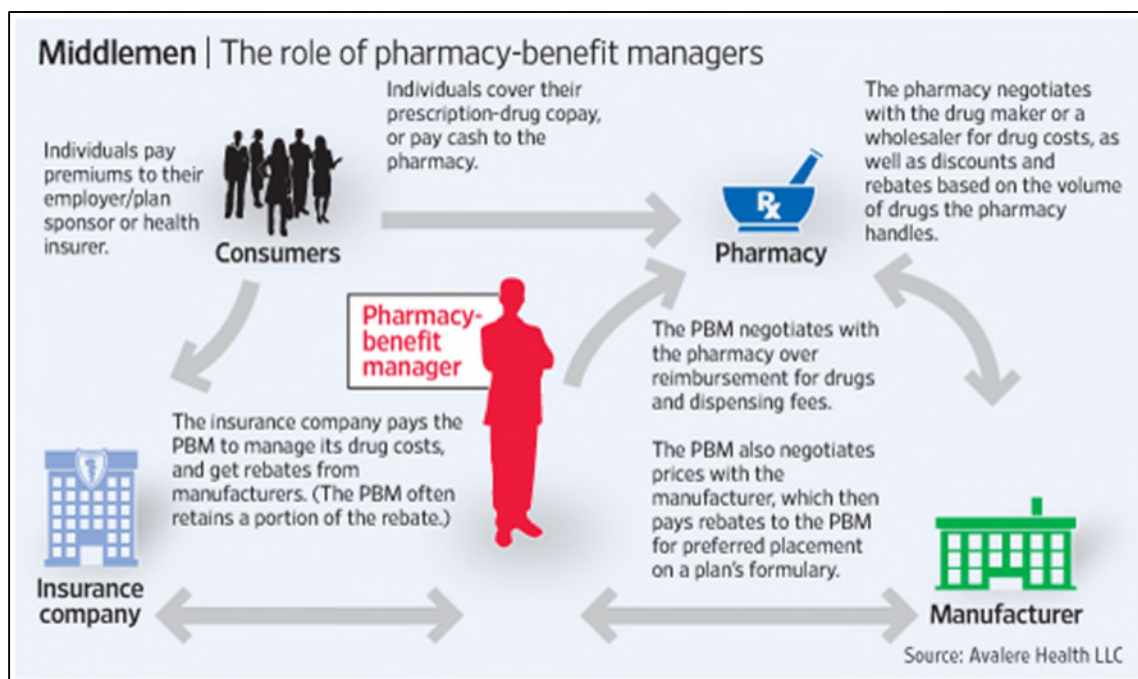 Middlemen | The role of pharmacy-benefit managers
Individuals pay
premiums to their
employer/plan
sponsor or health
insurer.
Consumers
Individuals cover their
prescription-drug copay,
or pay cash to the
pharmacy.
Rx
Pharmacy
The pharmacy negotiates
with the drug maker or a
wholesaler for drug costs, as
well as discounts and
rebates based on the volume
of drugs the pharmacy
handles.
Pharmacy-
benefit
manager
The PBM negotiates with
the pharmacy over
reimbursement for drugs
and dispensing fees.
The insurance company pays the
PBM to manage its drug costs,
and get rebates from
manufacturers. (The PBM often
retains a portion of the rebate.)
The PBM also negotiates
prices with the
manufacturer, which then
pays rebates to the PBM
for preferred placement
on a plan's formulary.
Insurance
company
Manufacturer
Source: Avalere Health LLC